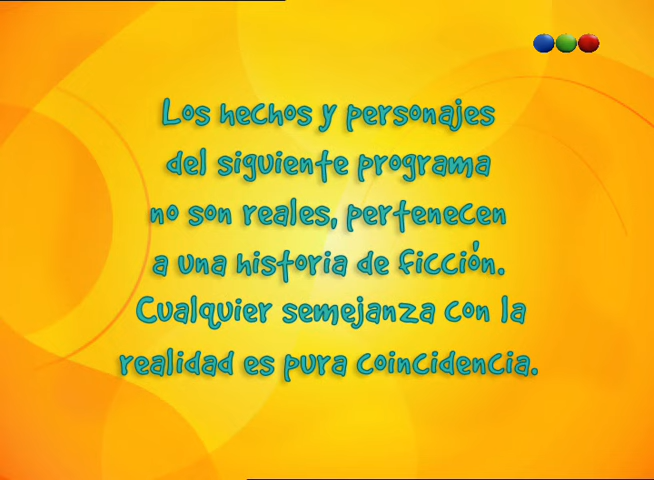 Los hechos y personajes
del siguiente programa
no son reales, pertenecen
a una historia de ficción.
Cualquier semejanza con la
realidad es pura coincidencia.